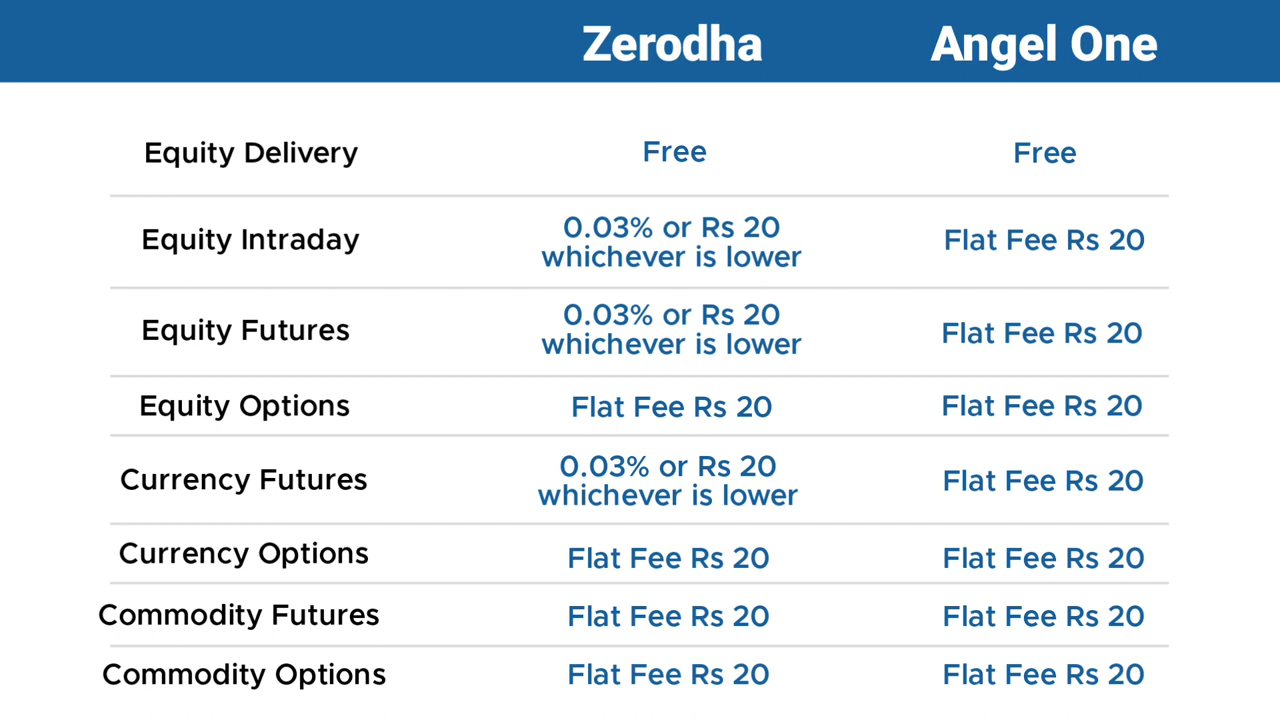 Zerodha Angel One
Equity Delivery Free Free
Equity Intraday 0.03% or Rs 20 whichever is lower Flat Fee Rs 20
Equity Futures 0.03% or Rs 20 whichever is lower Flat Fee Rs 20
Equity Options Flat Fee Rs 20 Flat Fee Rs 20
Currency Futures 0.03% or Rs 20 whichever is lower Flat Fee Rs 20
Currency Options Flat Fee Rs 20 Flat Fee Rs 20
Commodity Futures Flat Fee Rs 20 Flat Fee Rs 20
Commodity Options Flat Fee Rs 20 Flat Fee Rs 20